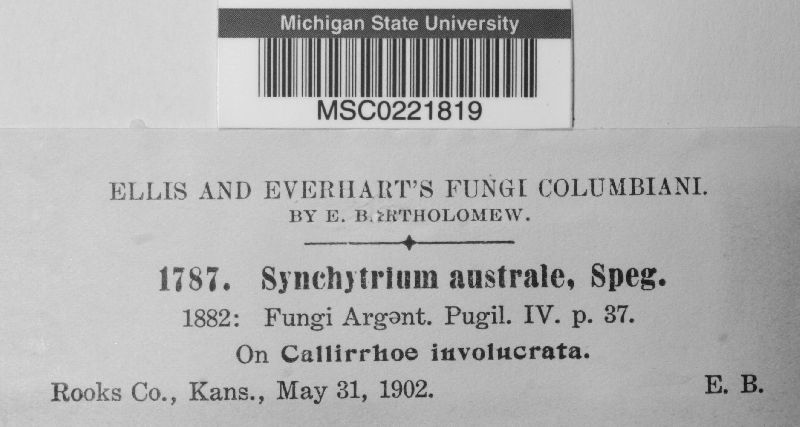 Michigan State University
MSC0221819
ELLIS AND EVERHART'S FUNGI COLUMBIANI.
BY E. BARTHOLOMEW.
1787. Synchytrium australe, Speg.
1882: Fungi Argent. Pugil. IV. p. 37.
On Callirrhoe involucrata.
Rooks Co., Kans., May 31, 1902. E. B.